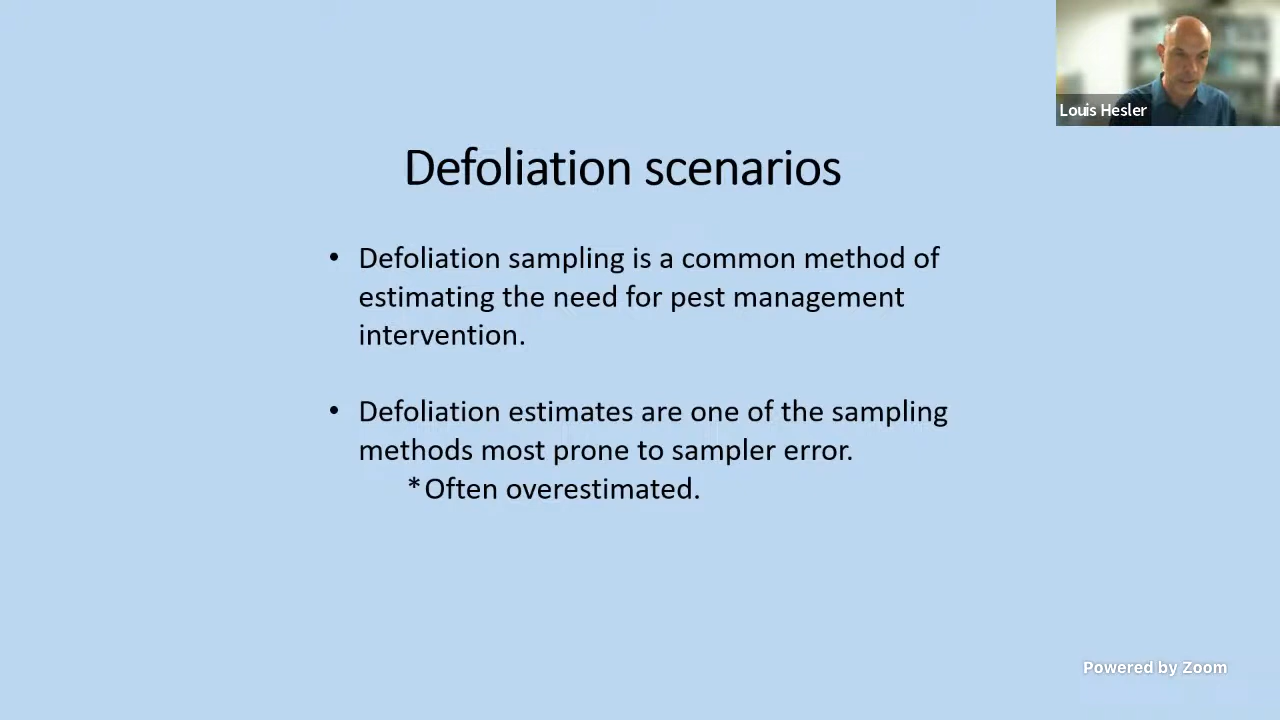 Louis Hesler
Defoliation scenarios
• Defoliation sampling is a common method of
estimating the need for pest management
intervention.
• Defoliation estimates are one of the sampling
methods most prone to sampler error.
*Often overestimated.
Powered by Zoom